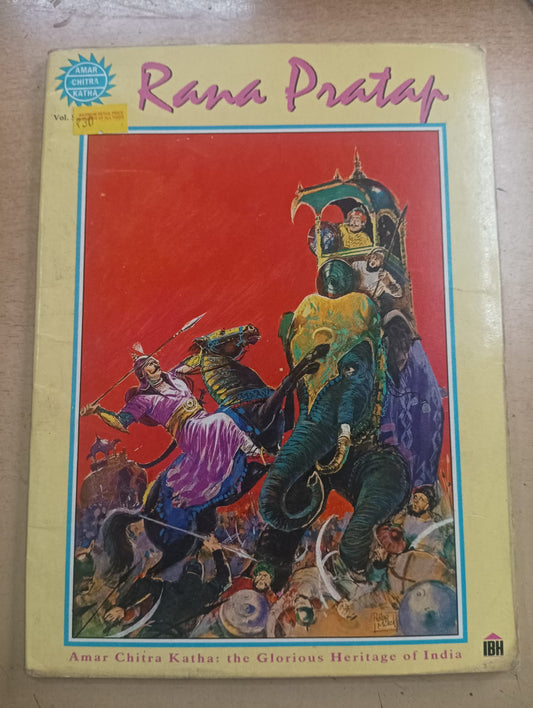 AMAR
CHITRA
KATHA
Rana Pratap
Vol.
₹30
Amar Chitra Katha: the Glorious Heritage of India
IBH